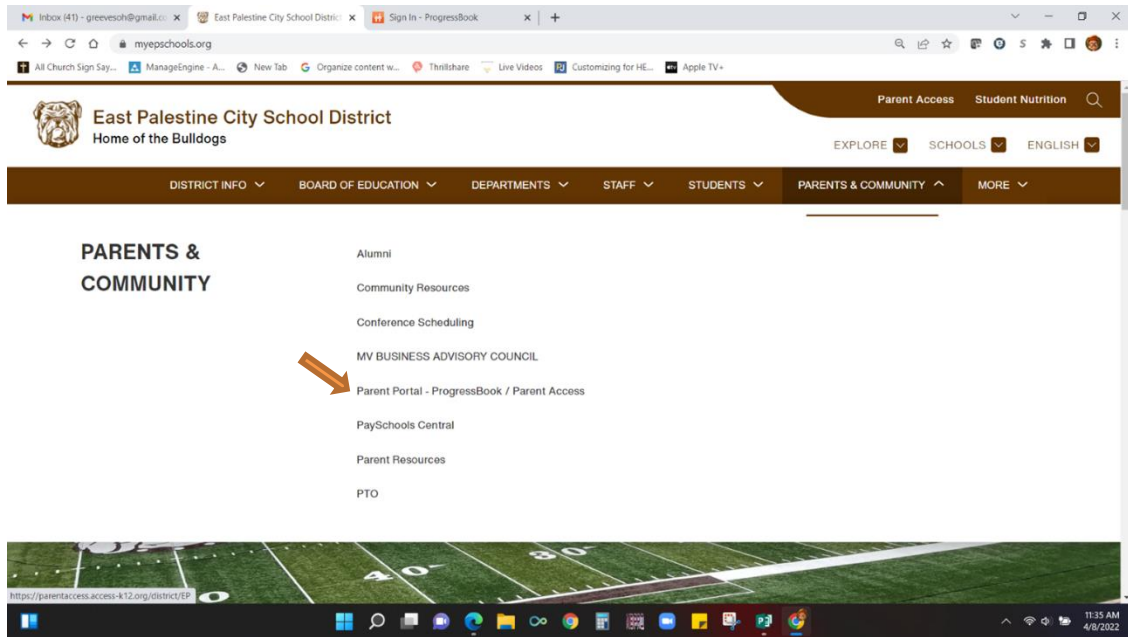 Inbox (41) - greevesoh@gmail.co
East Palestine City School District
Sign In - ProgressBook
myepschools.org
All Church Sign Say...
ManageEngine - A...
New Tab
Organize content w...
Thrillshare
Live Videos
Customizing for HE...
Apple TV+
Parent Access
Student Nutrition
East Palestine City School District
Home of the Bulldogs
EXPLORE
SCHOOLS
ENGLISH
DISTRICT INFO
BOARD OF EDUCATION
DEPARTMENTS
STAFF
STUDENTS
PARENTS & COMMUNITY
MORE
PARENTS &
COMMUNITY
Alumni
Community Resources
Conference Scheduling
MV BUSINESS ADVISORY COUNCIL
Parent Portal - ProgressBook / Parent Access
PaySchools Central
Parent Resources
PTO
30
40
https://parentaccess.access-k12.org/district/EP
11:35 AM
4/8/2022